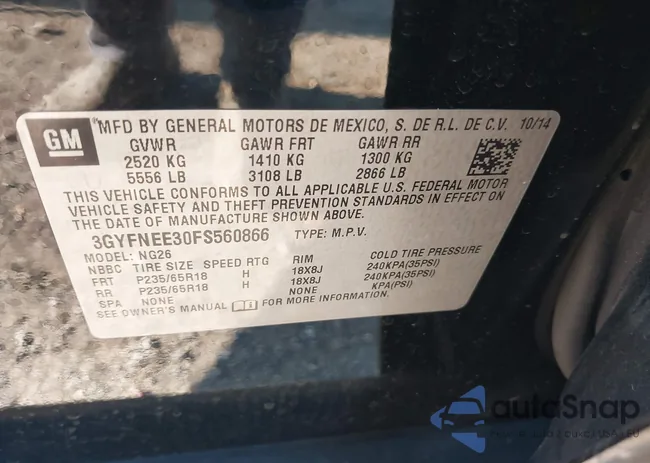 GM
MFD BY GENERAL MOTORS DE MEXICO, S. DE R.L. DE C.V. 10/14
GVWR GAWR FRT GAWR RR
2520 KG 1410 KG 1300 KG
5556 LB 3108 LB 2866 LB
THIS VEHICLE CONFORMS TO ALL APPLICABLE U.S. FEDERAL MOTOR
VEHICLE SAFETY AND THEFT PREVENTION STANDARDS IN EFFECT ON
THE DATE OF MANUFACTURE SHOWN ABOVE.
3GYFNEE30FS560866 TYPE: M.P.V.
MODEL: NG26
NBBC TIRE SIZE SPEED RTG RIM COLD TIRE PRESSURE
FRT P235/65R18 H 18X8J 240KPA(35PSI)
RR P235/65R18 H 18X8J 240KPA(35PSI)
SPA NONE NONE KPA(PSI)
SEE OWNER'S MANUAL FOR MORE INFORMATION.
autoSnap